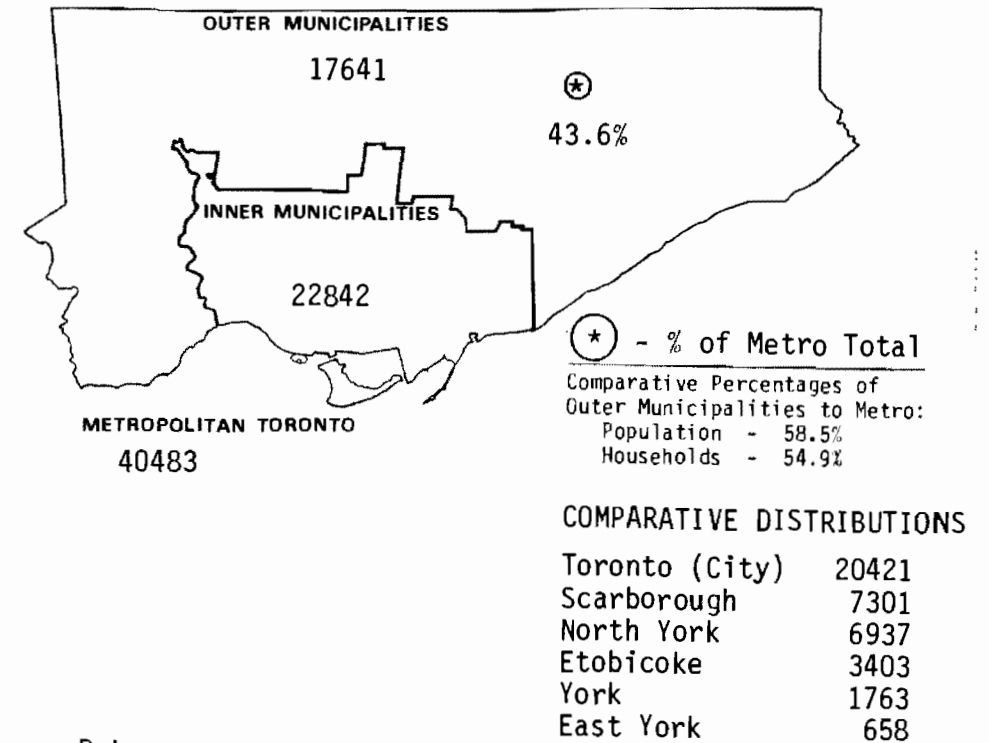 OUTER MUNICIPALITIES
17641
*
43.6%
INNER MUNICIPALITIES
22842
* - % of Metro Total
Comparative Percentages of
Outer Municipalities to Metro:
Population - 58.5%
Households - 54.9%
METROPOLITAN TORONTO
40483
COMPARATIVE DISTRIBUTIONS
Toronto (City) 20421
Scarborough 7301
North York 6937
Etobicoke 3403
York 1763
East York 658